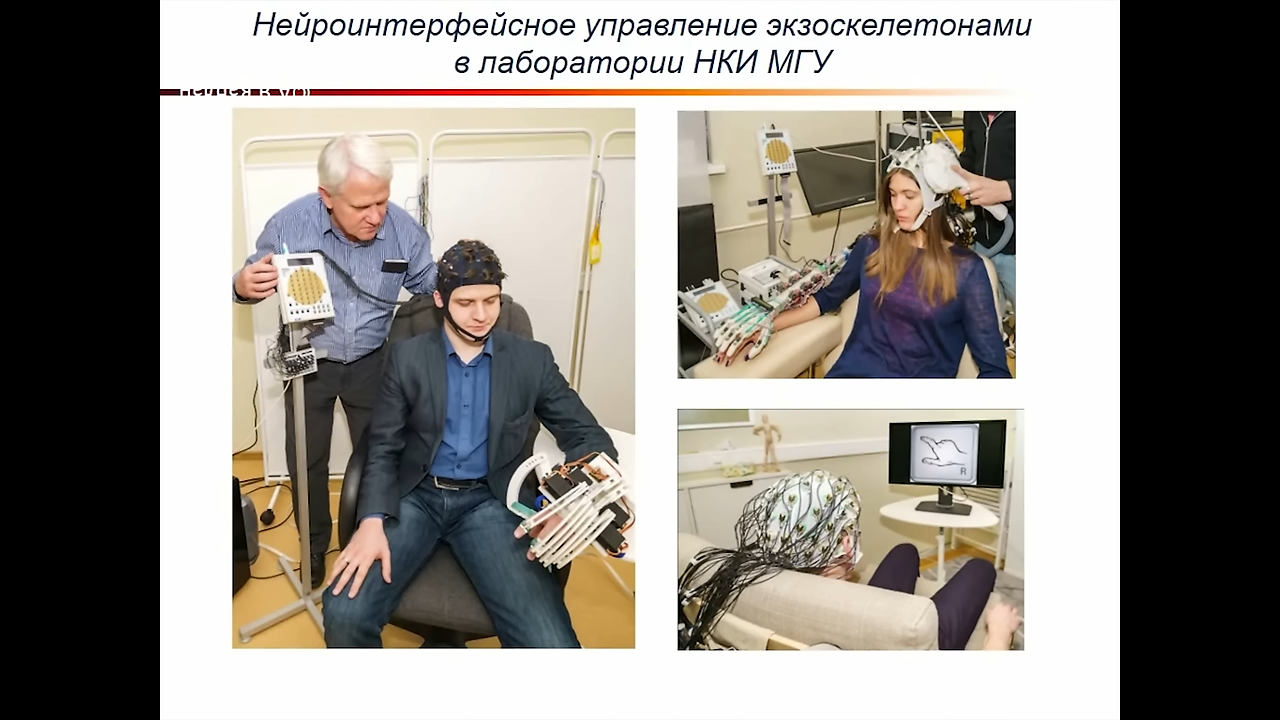 Нейроинтерфейсное управление экзоскелетонами
в лаборатории НКИ МГУ
R